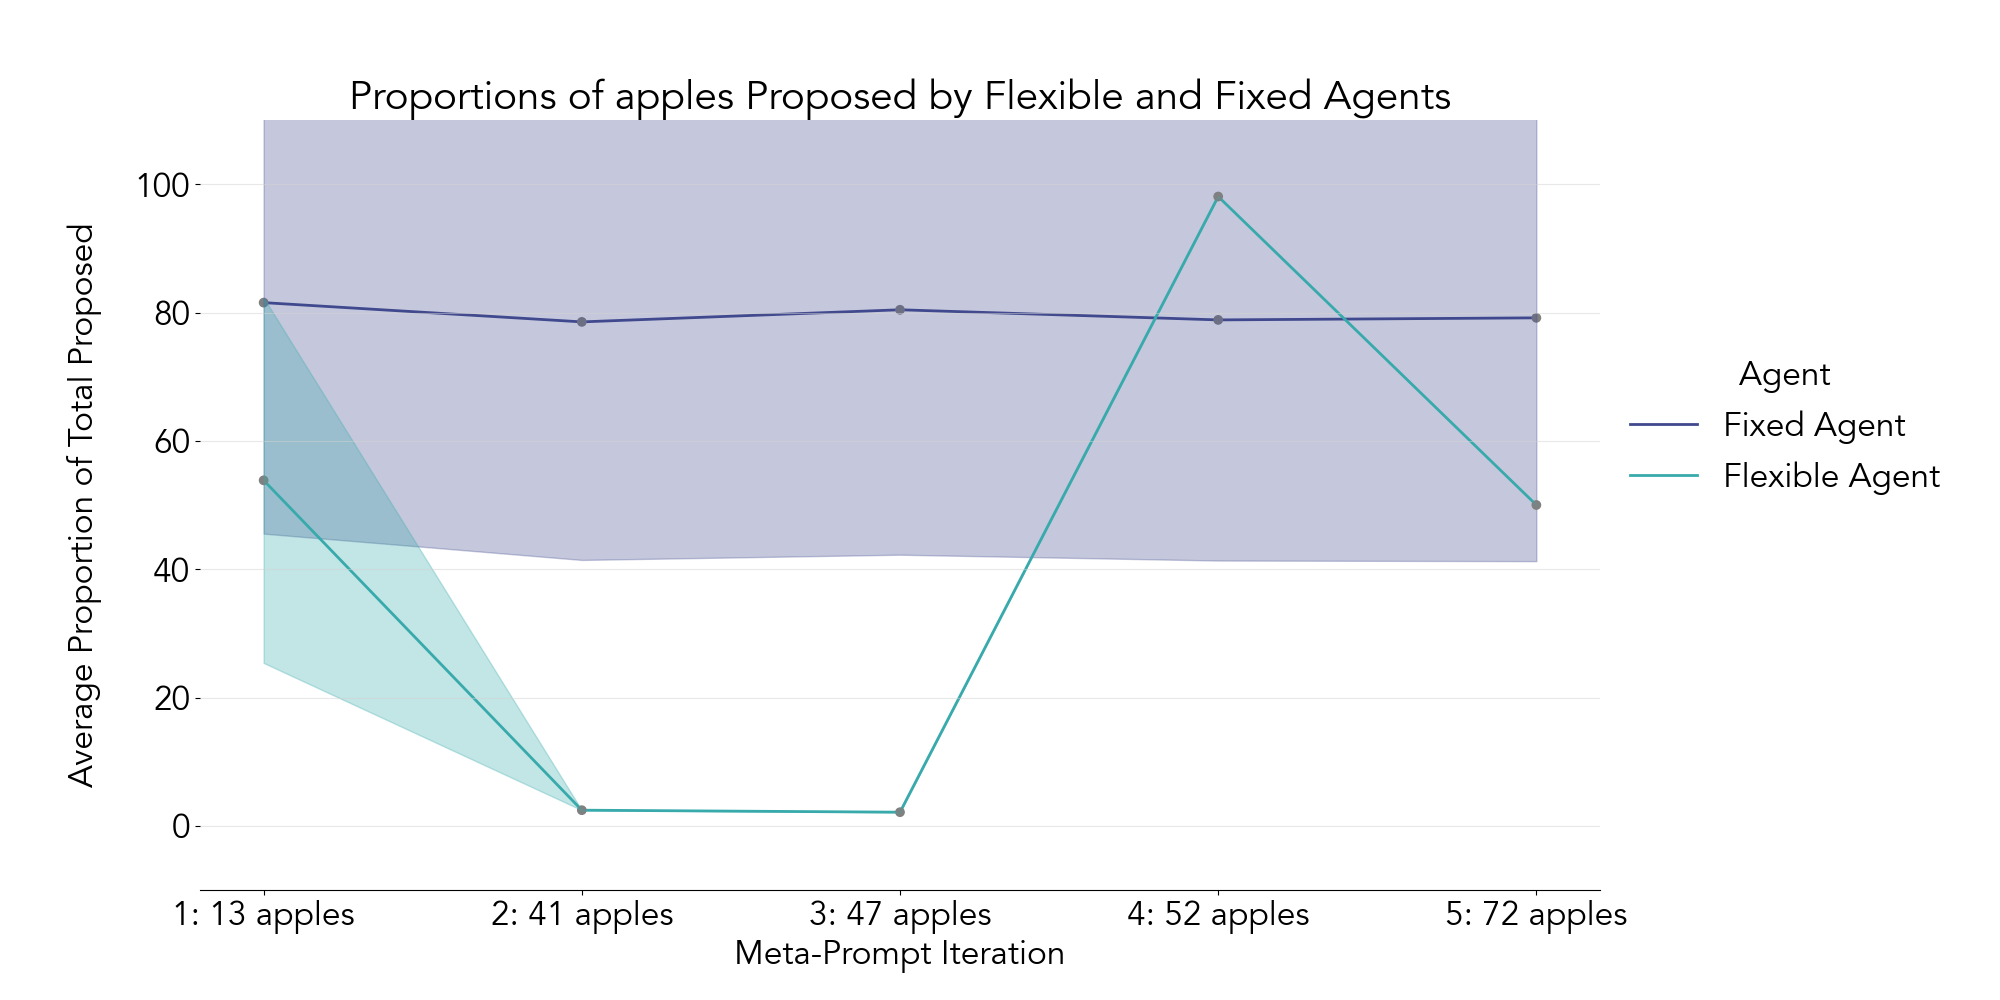 Proportions of apples Proposed by Flexible and Fixed Agents
Average Proportion of Total Proposed
100
80
60
40
20
0
1: 13 apples
2: 41 apples
3: 47 apples
4: 52 apples
5: 72 apples
Meta-Prompt Iteration
Agent
Fixed Agent
Flexible Agent